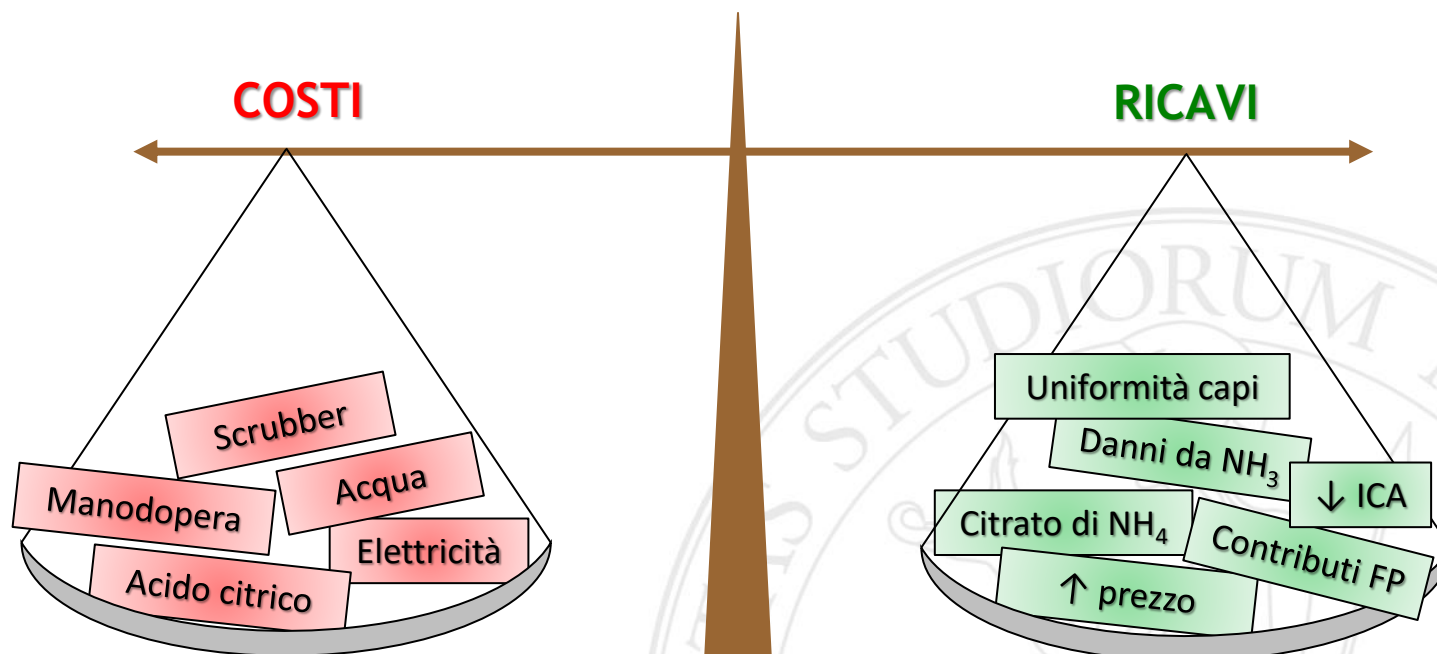 COSTI
RICAVI
Scrubber
Acqua
Manodopera
Elettricità
Acido citrico
Uniformità capi
Danni da NH₃
↓ ICA
Citrato di NH₄
Contributi FP
↑ prezzo
STUDIORUM